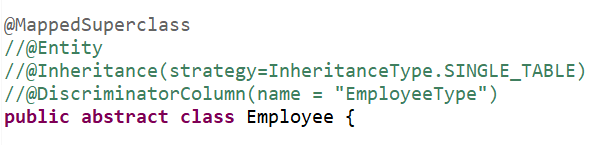 @MappedSuperclass
//@Entity
//@Inheritance(strategy=InheritanceType.SINGLE_TABLE)
//@DiscriminatorColumn(name = "EmployeeType")
public abstract class Employee {